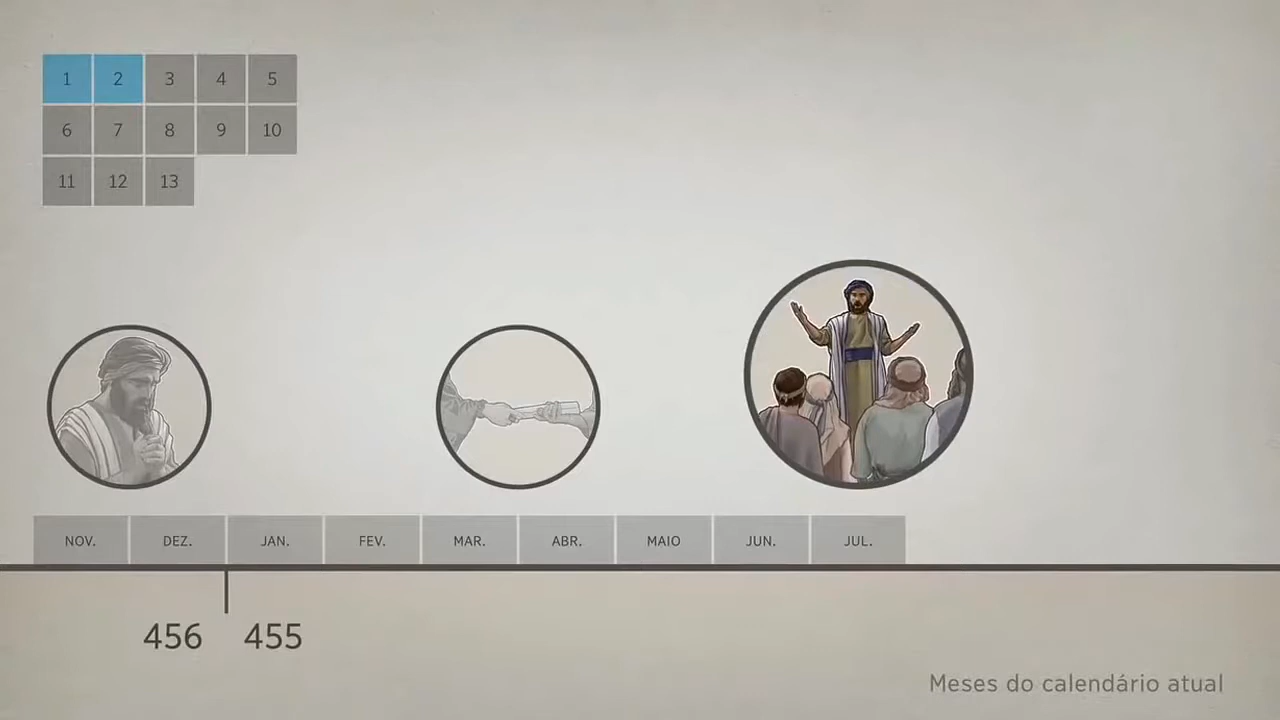 1 2 3 4 5
6 7 8 9 10
11 12 13
NOV. DEZ. JAN. FEV. MAR. ABR. MAIO JUN. JUL.
456 455
Meses do calendário atual